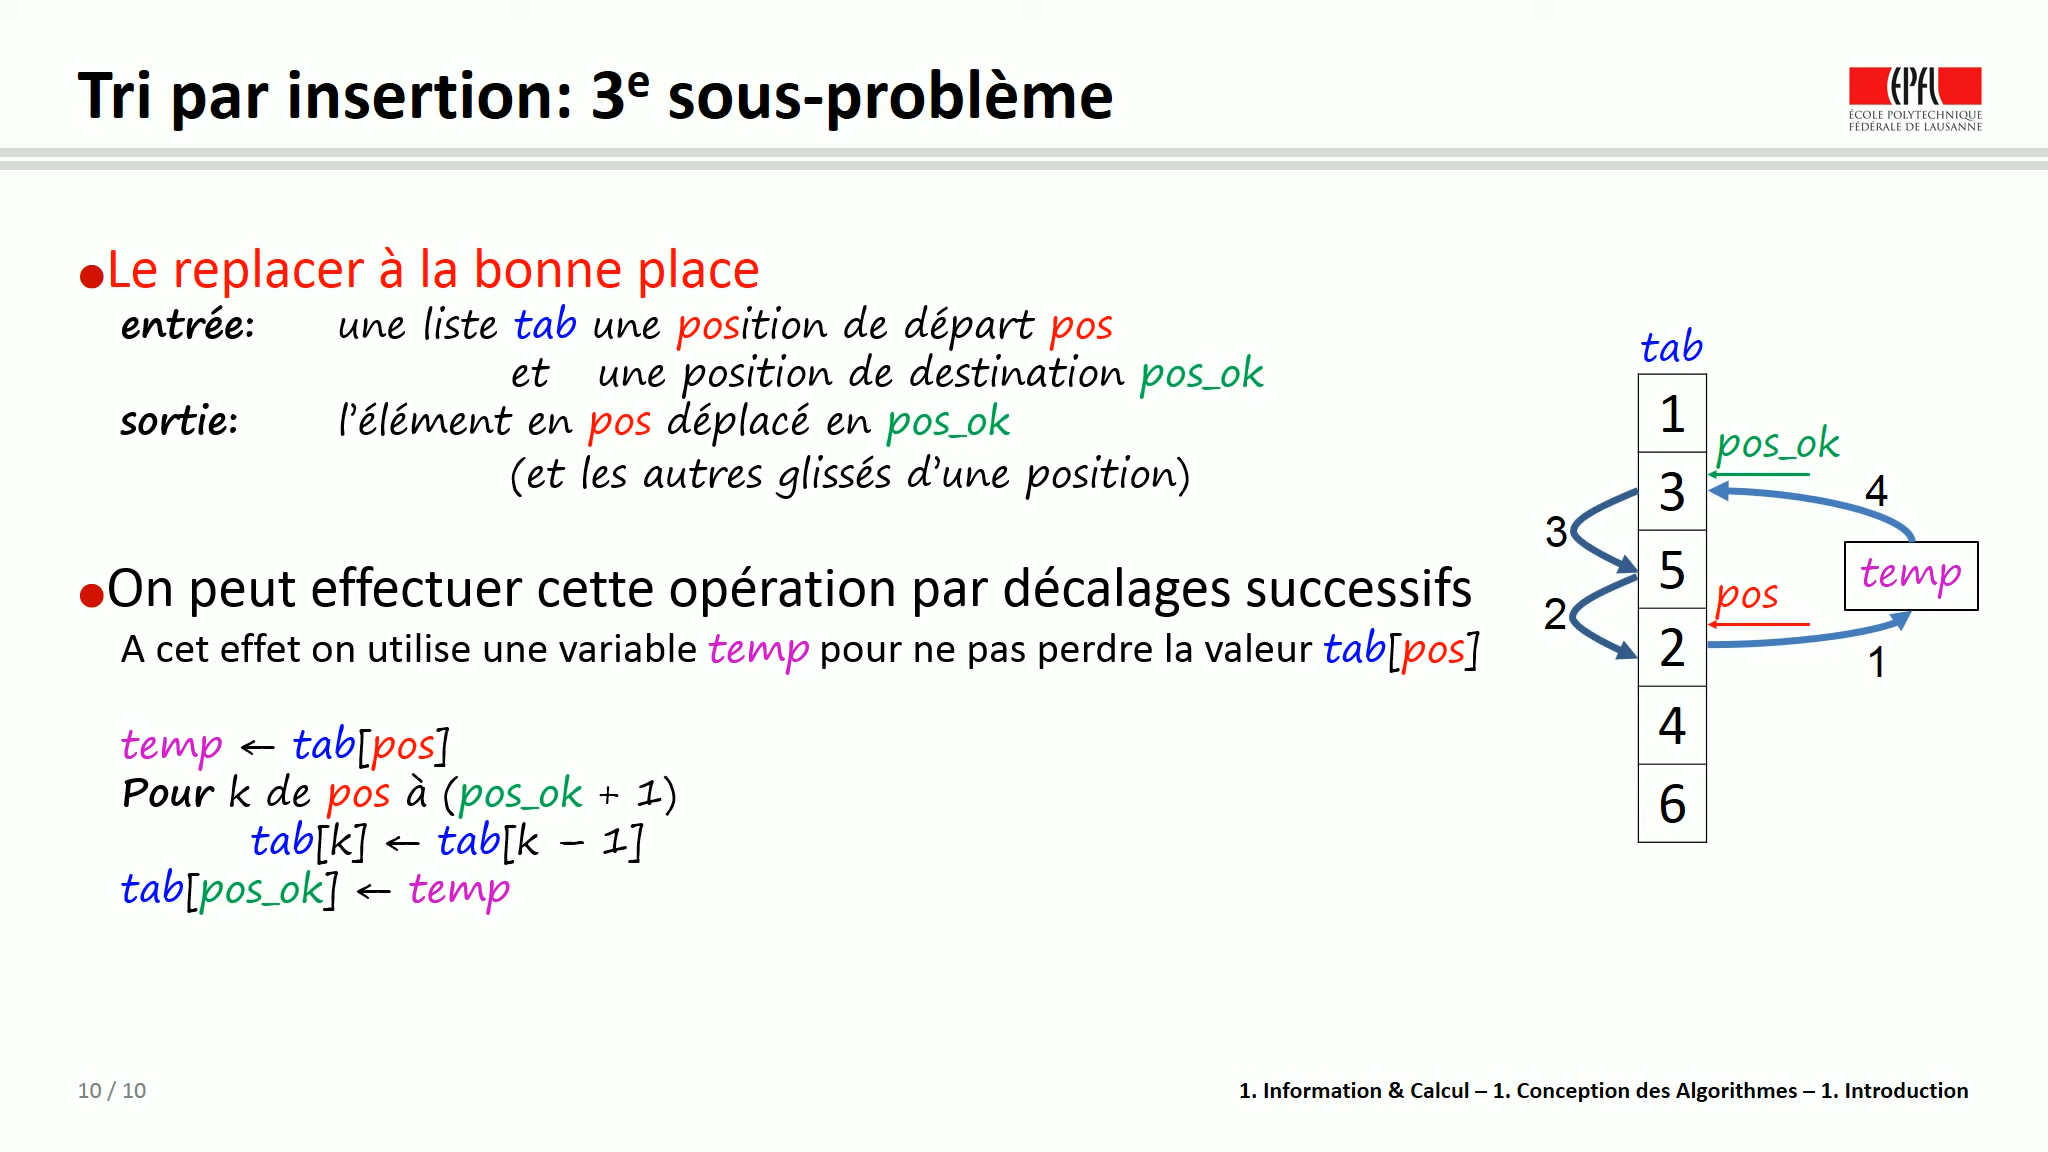 Tri par insertion: 3e sous-problème
EPFL
ÉCOLE POLYTECHNIQUE
FÉDÉRALE DE LAUSANNE
●Le replacer à la bonne place
entrée: une liste tab une position de départ pos
et une position de destination pos_ok
sortie: l'élément en pos déplacé en pos_ok
(et les autres glissés d'une position)
●On peut effectuer cette opération par décalages successifs
A cet effet on utilise une variable temp pour ne pas perdre la valeur tab[pos]
temp ← tab[pos]
Pour k de pos à (pos_ok + 1)
tab[k] ← tab[k – 1]
tab[pos_ok] ← temp
tab
1
pos_ok
3
4
3
5
temp
pos
2
2
1
4
6
10 / 10
1. Information & Calcul – 1. Conception des Algorithmes – 1. Introduction